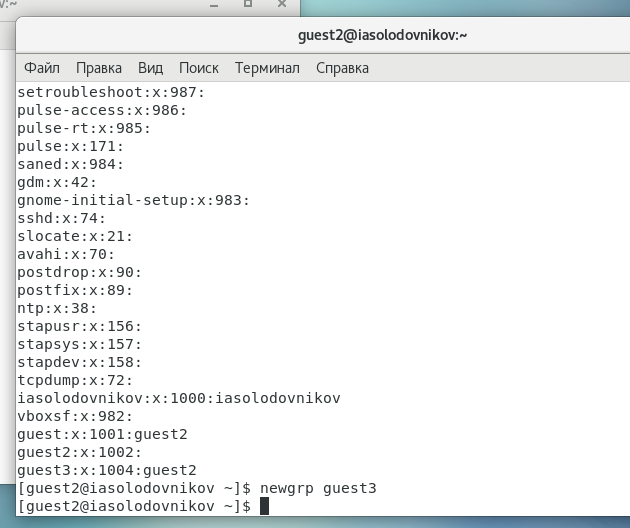 v:~
guest2@iasolodovnikov:~
Файл Правка Вид Поиск Терминал Справка
setroubleshoot:x:987:
pulse-access:x:986:
pulse-rt:x:985:
pulse:x:171:
saned:x:984:
gdm:x:42:
gnome-initial-setup:x:983:
sshd:x:74:
slocate:x:21:
avahi:x:70:
postdrop:x:90:
postfix:x:89:
ntp:x:38:
stapusr:x:156:
stapsys:x:157:
stapdev:x:158:
tcpdump:x:72:
iasolodovnikov:x:1000:iasolodovnikov
vboxsf:x:982:
guest:x:1001:guest2
guest2:x:1002:
guest3:x:1004:guest2
[guest2@iasolodovnikov ~]$ newgrp guest3
[guest2@iasolodovnikov ~]$